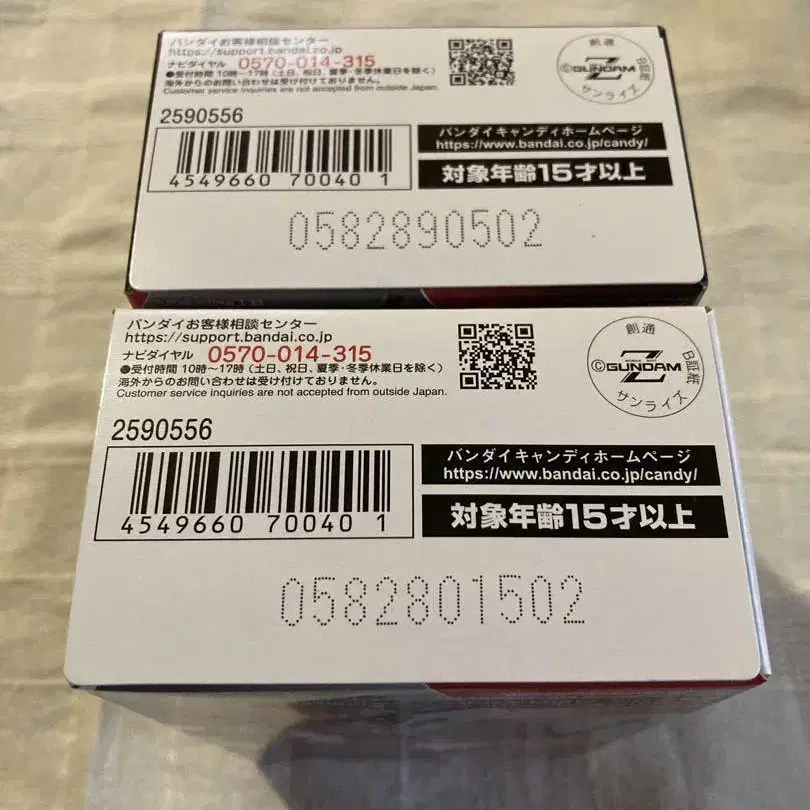 バンダイお客様相談センター
https://support.bandai.co.jp
ナビダイヤル 0570-014-315
●受付時間 10時〜17時(土日、祝日、夏季・冬季休業日を除く)
海外からのお問い合わせは受け付けておりません。
Customer service inquiries are not accepted from outside Japan.
創通
©GUNDAM Z
B証紙
サンライズ
2590556
4549660 70040 1
バンダイキャンディホームページ
https://www.bandai.co.jp/candy/
対象年齢15才以上
0582890502
バンダイお客様相談センター
https://support.bandai.co.jp
ナビダイヤル 0570-014-315
●受付時間 10時〜17時(土日、祝日、夏季・冬季休業日を除く)
海外からのお問い合わせは受け付けておりません。
Customer service inquiries are not accepted from outside Japan.
創通
©GUNDAM Z
B証紙
サンライズ
2590556
4549660 70040 1
バンダイキャンディホームページ
https://www.bandai.co.jp/candy/
対象年齢15才以上
0582801502